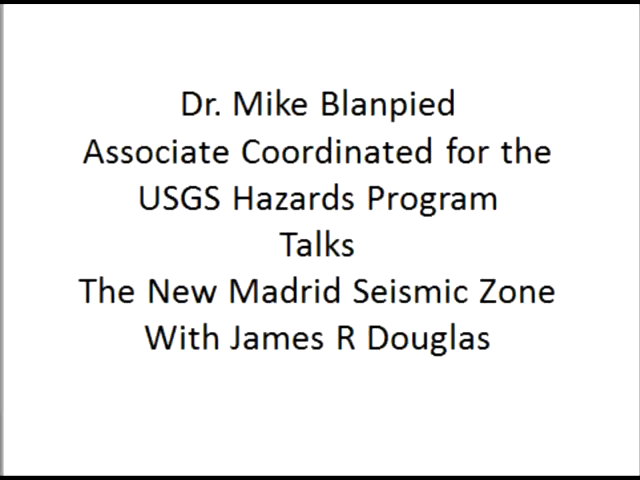 Dr. Mike Blanpied
Associate Coordinated for the
USGS Hazards Program
Talks
The New Madrid Seismic Zone
With James R Douglas